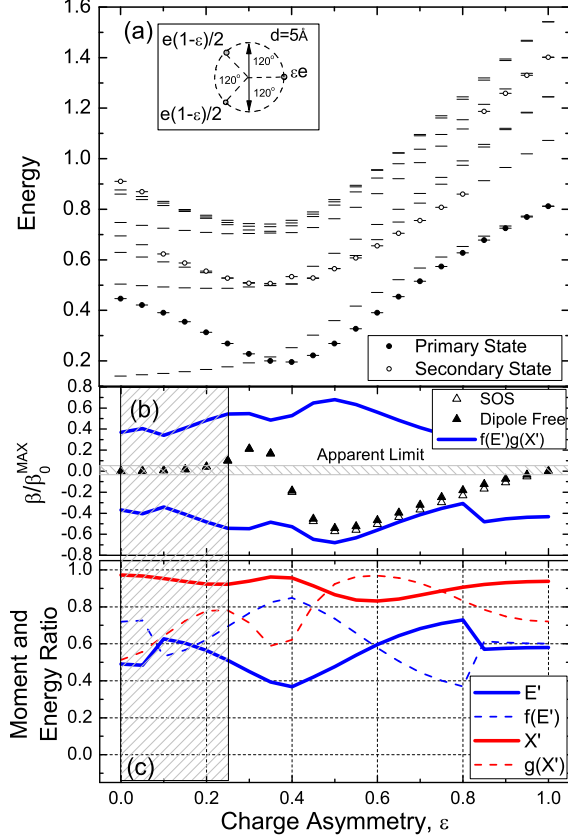 (a)
d=5Å
e(1-ε)/2
120°
εe
120°
120°
e(1-ε)/2
Energy
1.6
1.4
1.2
1.0
0.8
0.6
0.4
0.2
Primary State
Secondary State
(b)
β/β₀ᴹᴬˣ
0.8
0.6
0.4
0.2
0.0
-0.2
-0.4
-0.6
-0.8
SOS
Dipole Free
f(E')g(X')
Apparent Limit
Moment and
Energy Ratio
1.0
0.8
0.6
0.4
0.2
0.0
E'
f(E')
X'
g(X')
(c)
0.0 0.2 0.4 0.6 0.8 1.0
Charge Asymmetry, ε